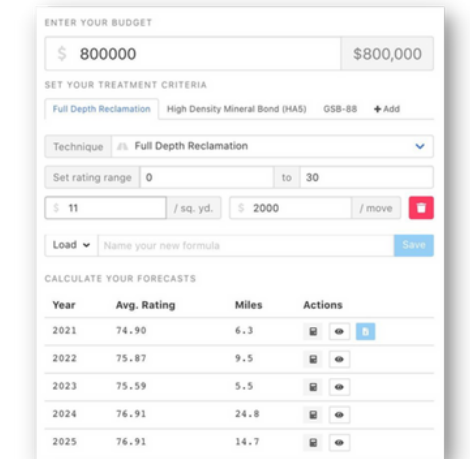 ENTER YOUR BUDGET
$ 800000 $800,000
SET YOUR TREATMENT CRITERIA
Full Depth Reclamation High Density Mineral Bond (HA5) GSB-88 +Add
Technique Full Depth Reclamation
Set rating range 0 to 30
$ 11 / sq. yd. $ 2000 / move
Load Name your new formula Save
CALCULATE YOUR FORECASTS
Year Avg. Rating Miles Actions
2021 74.90 6.3
2022 75.87 9.5
2023 75.59 5.5
2024 76.91 24.8
2025 76.91 14.7